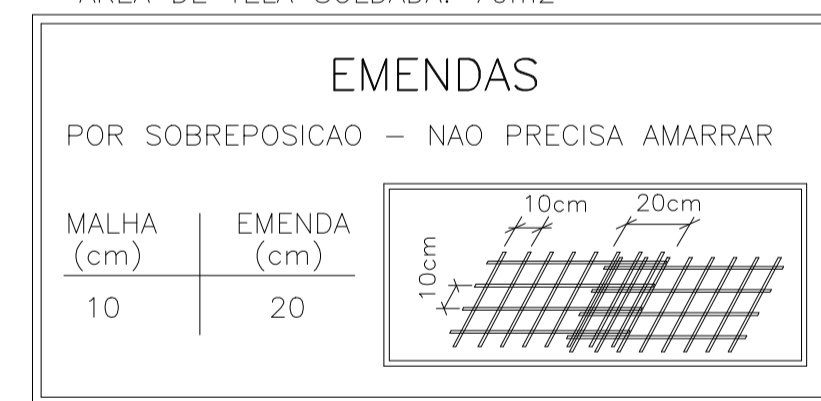 EMENDAS
POR SOBREPOSICAO – NAO PRECISA AMARRAR
MALHA (cm) EMENDA (cm)
10 20
10cm 20cm
10cm